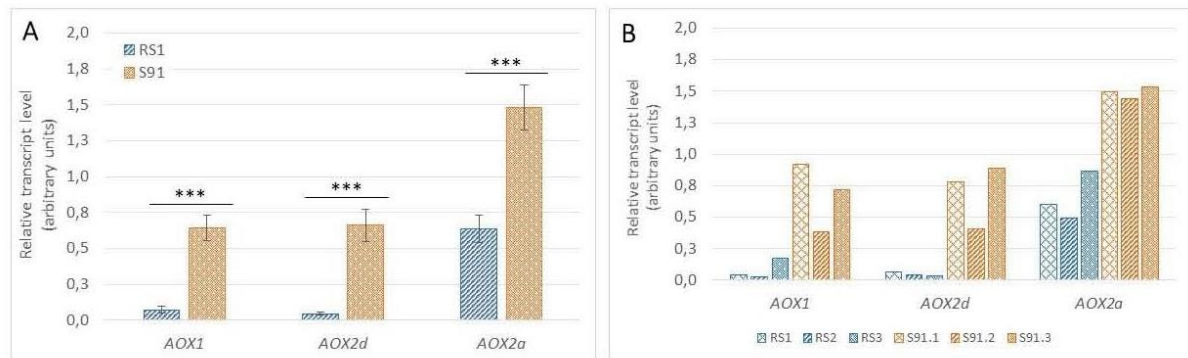 A
Relative transcript level
(arbitrary units)
2,0
1,8
1,5
1,3
1,0
0,8
0,5
0,3
0,0
RS1
S91
***
***
***
AOX1 AOX2d AOX2a
B
Relative transcript level
(arbitrary units)
2,0
1,8
1,5
1,3
1,0
0,8
0,5
0,3
0,0
AOX1 AOX2d AOX2a
RS1 RS2 RS3 S91.1 S91.2 S91.3